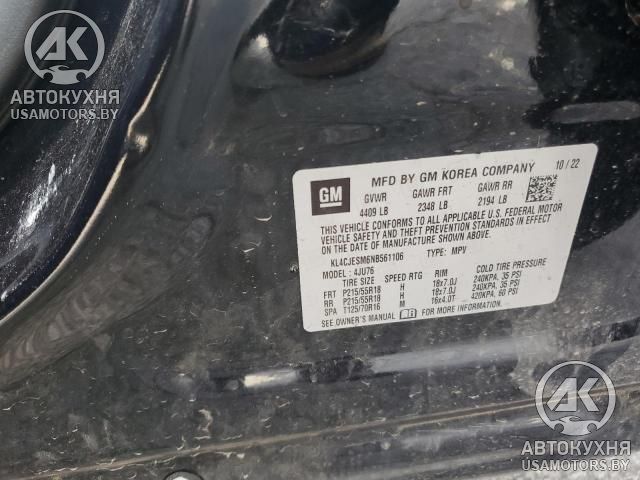 AK
АВТОКУХНЯ
USAMOTORS.BY
GM
MFD BY GM KOREA COMPANY 10 / 22
GVWR GAWR FRT GAWR RR
4409 LB 2348 LB 2194 LB
THIS VEHICLE CONFORMS TO ALL APPLICABLE U.S. FEDERAL MOTOR
VEHICLE SAFETY AND THEFT PREVENTION STANDARDS IN EFFECT
ON THE DATE OF MANUFACTURE SHOWN ABOVE.
KL4CJESM6NB561106 TYPE: MPV
MODEL: 4JU76
TIRE SIZE SPEED RTG RIM COLD TIRE PRESSURE
FRT P215/55R18 H 18x7.0J 240KPA, 35 PSI
RR P215/55R18 H 18x7.0J 240KPA, 35 PSI
SPA T125/70R16 M 16x4.0T 420KPA, 60 PSI
SEE OWNER'S MANUAL FOR MORE INFORMATION.
AK
АВТОКУХНЯ
USAMOTORS.BY